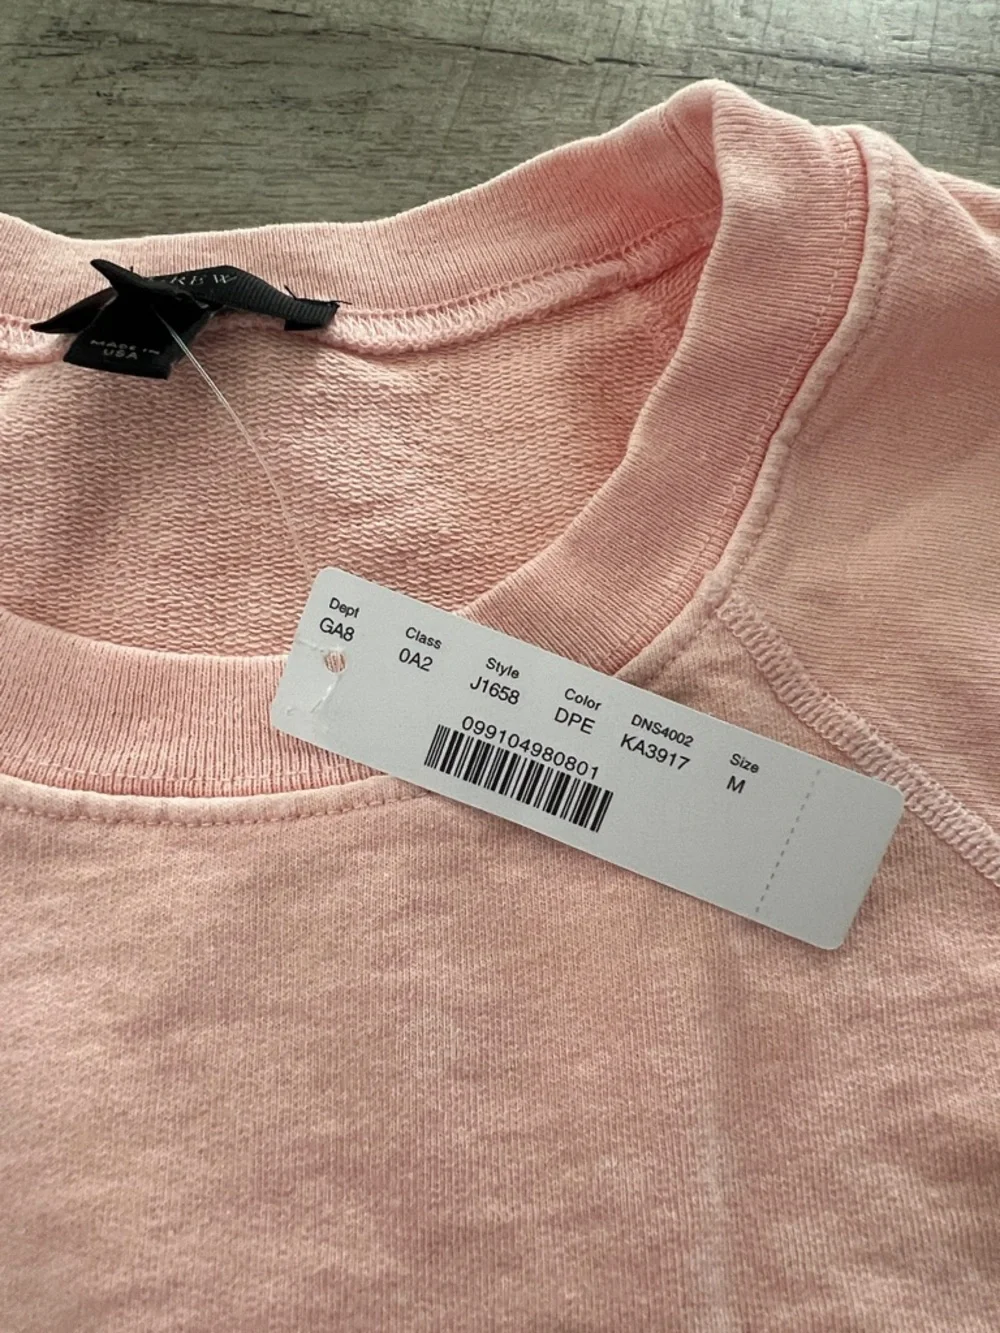 REW
MADE IN
USA
Dept Class Style Color DNS4002 Size
GA8 0A2 J1658 DPE KA3917 M
099104980801